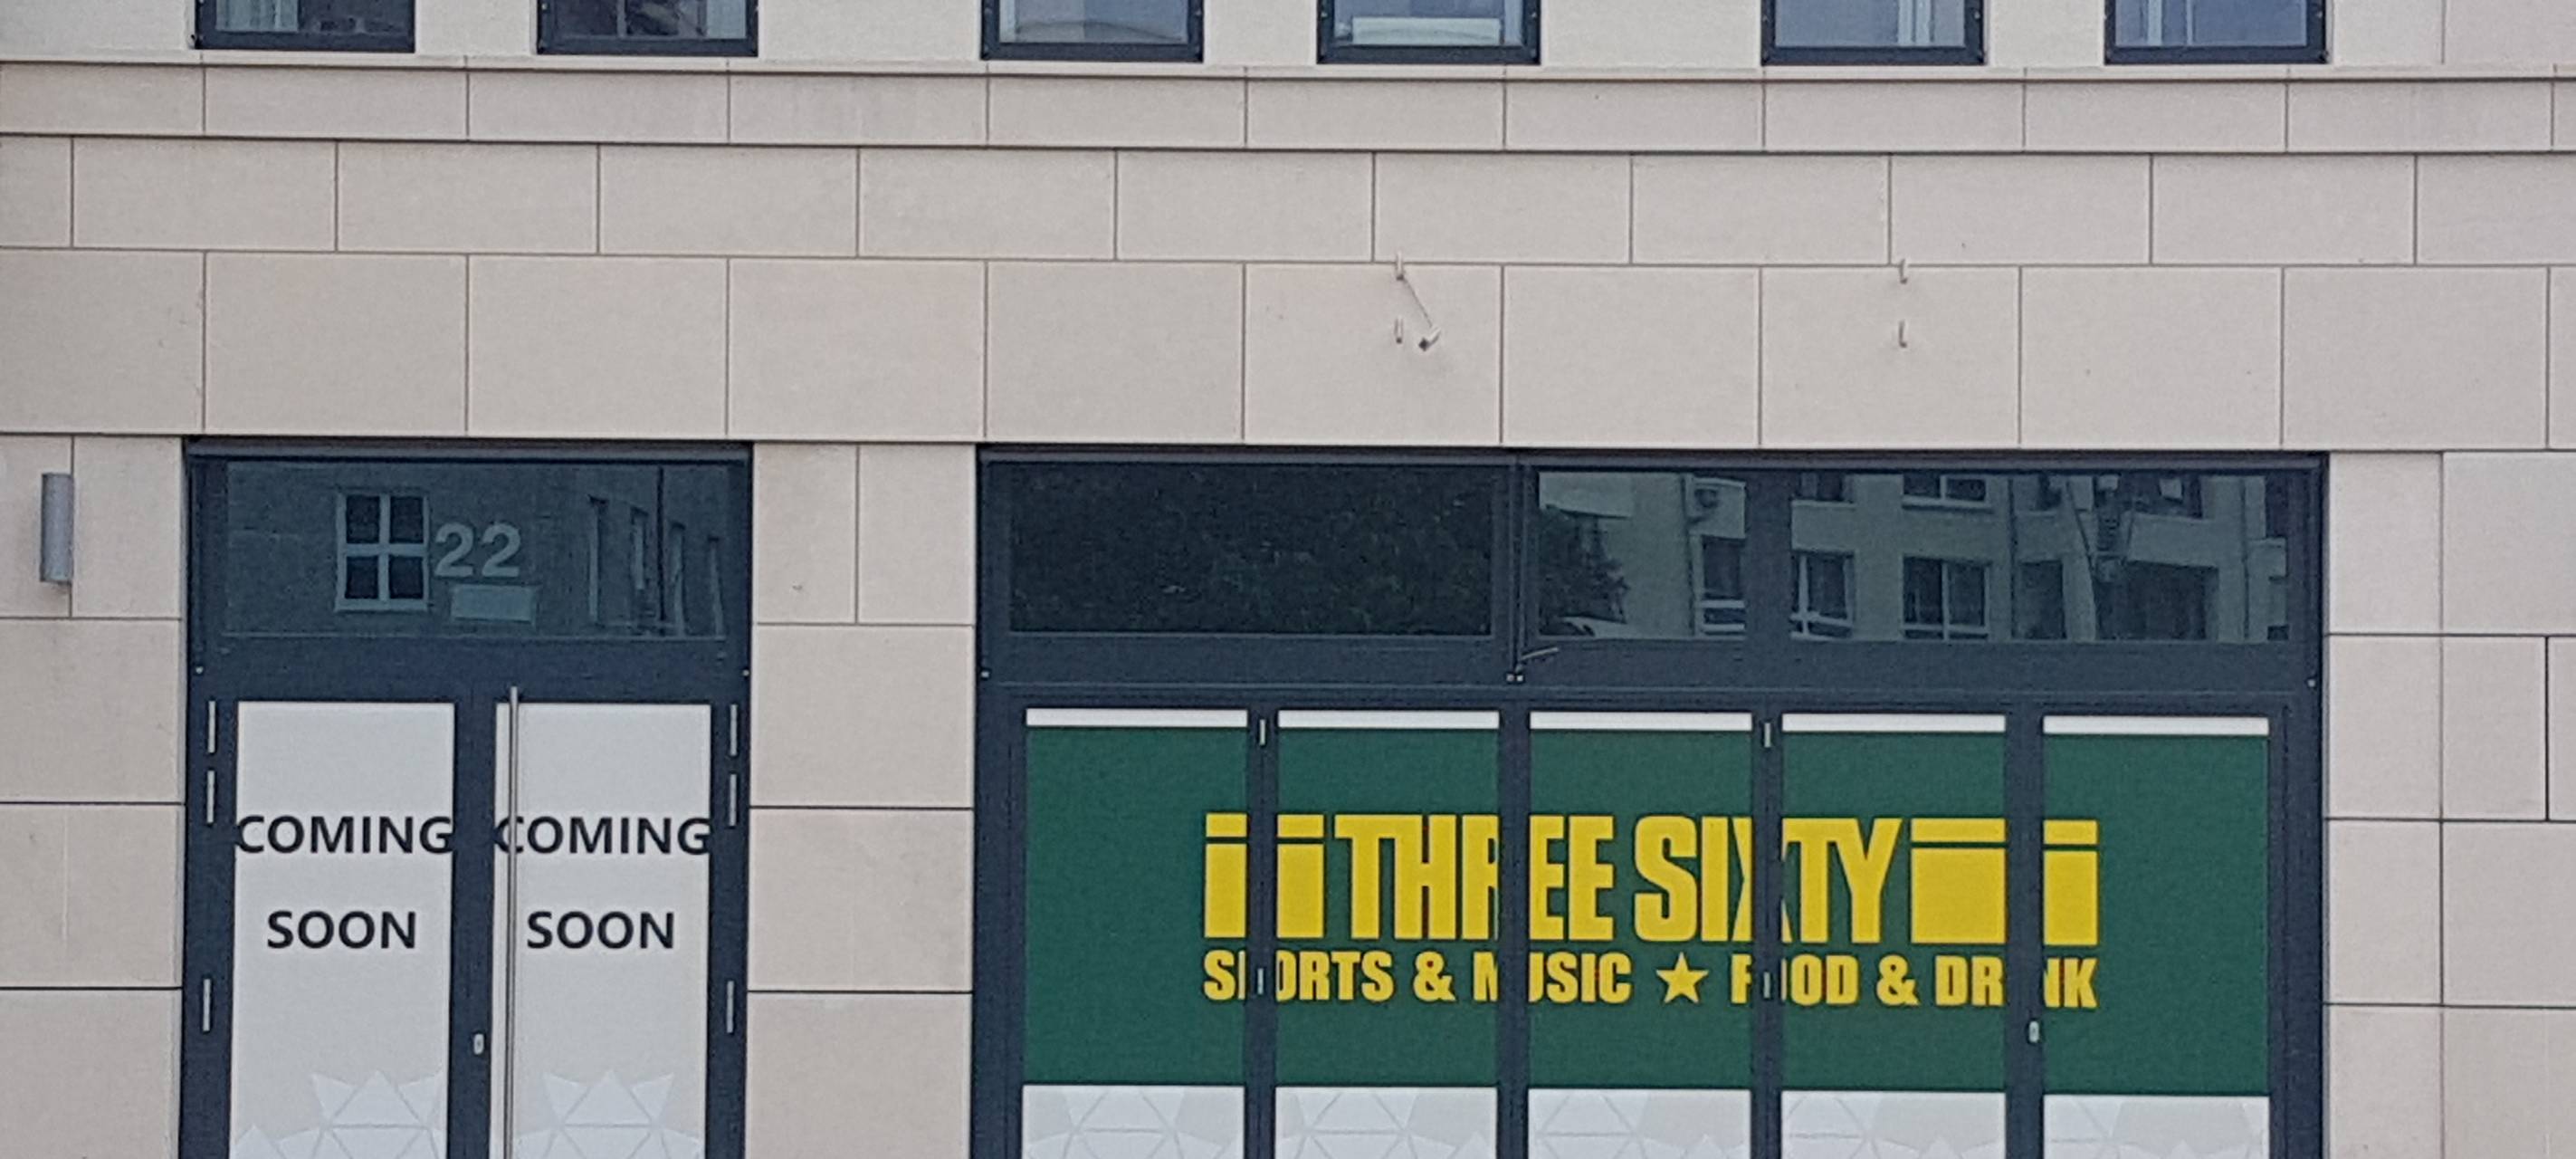 22
COMING
SOON
COMING
SOON
THREE SIXTY
SPORTS & MUSIC ★ FOOD & DRINK